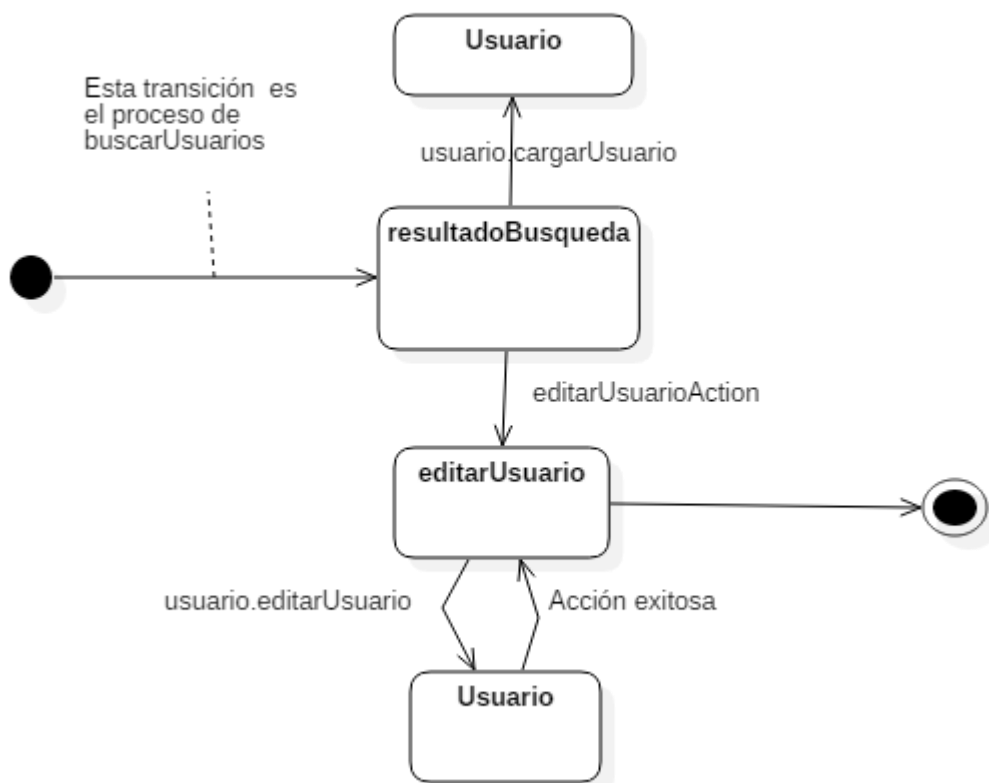 Usuario
Esta transición  es
el proceso de
buscarUsuarios
usuario.cargarUsuario
resultadoBusqueda
editarUsuarioAction
editarUsuario
usuario.editarUsuario
Acción exitosa
Usuario